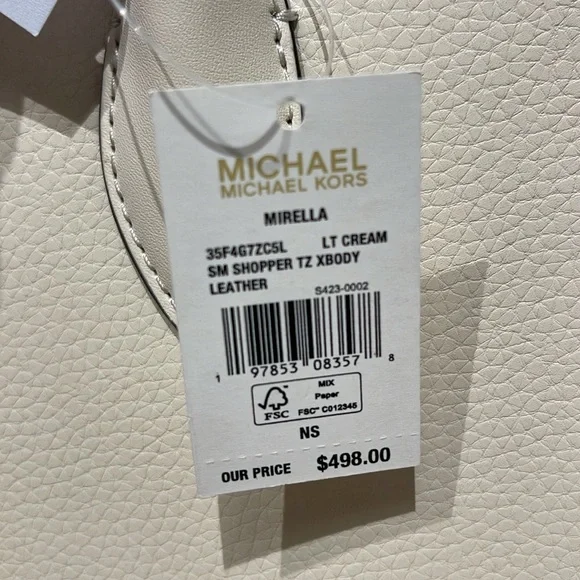 MICHAEL
MICHAEL KORS
MIRELLA
35F4G7ZC5L LT CREAM
SM SHOPPER TZ XBODY
LEATHER
S423-0002
1 97853 08357 8
FSC
MIX
Paper
FSC™ C012345
NS
OUR PRICE $498.00